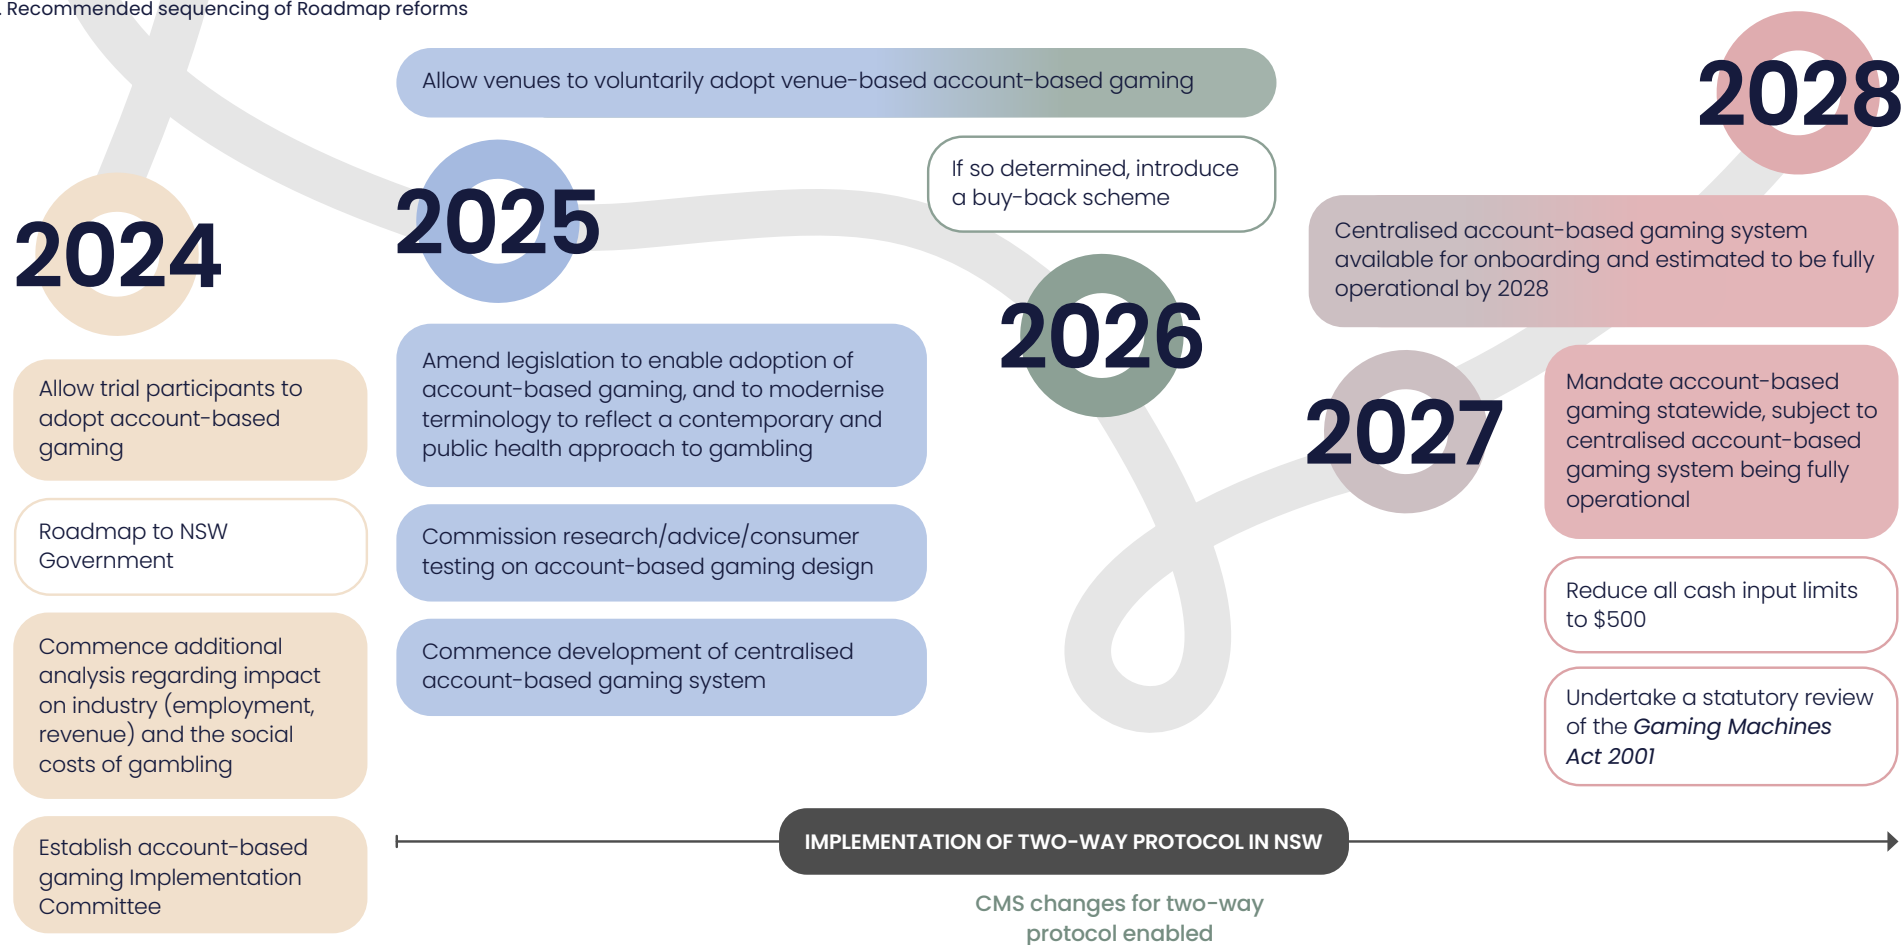 . Recommended sequencing of Roadmap reforms
2024
Allow trial participants to
adopt account-based
gaming
Roadmap to NSW
Government
Commence additional
analysis regarding impact
on industry (employment,
revenue) and the social
costs of gambling
Establish account-based
gaming Implementation
Committee
Allow venues to voluntarily adopt venue-based account-based gaming
2025
Amend legislation to enable adoption of
account-based gaming, and to modernise
terminology to reflect a contemporary and
public health approach to gambling
Commission research/advice/consumer
testing on account-based gaming design
Commence development of centralised
account-based gaming system
If so determined, introduce
a buy-back scheme
2026
2027
2028
Centralised account-based gaming system
available for onboarding and estimated to be fully
operational by 2028
Mandate account-based
gaming statewide, subject to
centralised account-based
gaming system being fully
operational
Reduce all cash input limits
to $500
Undertake a statutory review
of the Gaming Machines
Act 2001
IMPLEMENTATION OF TWO-WAY PROTOCOL IN NSW
CMS changes for two-way
protocol enabled